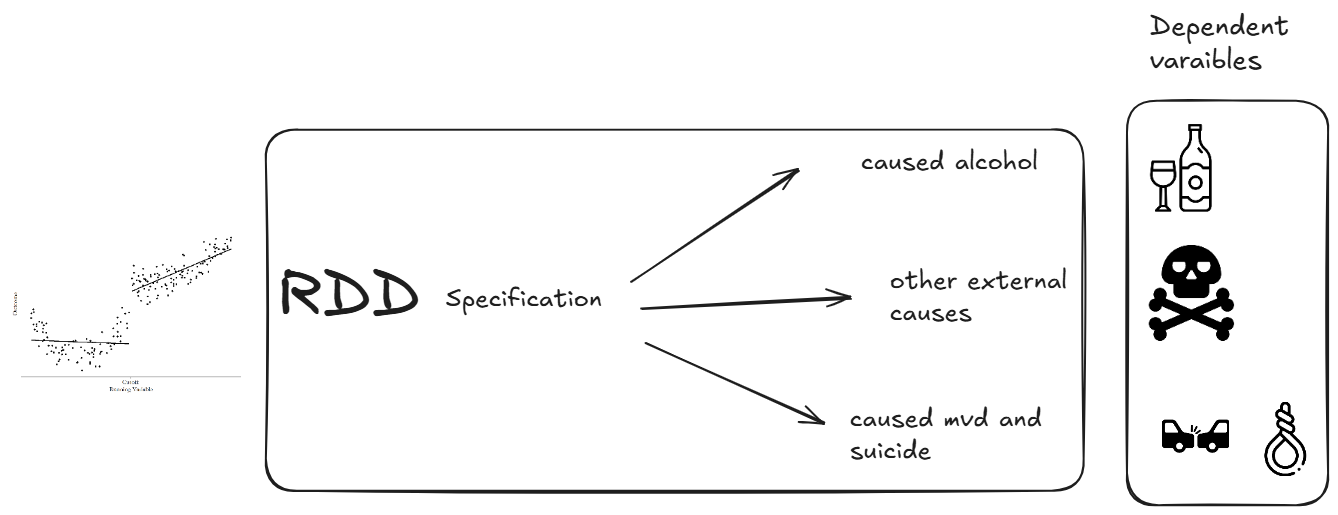 Dependent
varaibles
caused alcohol
RDD
Specification
other external
causes
caused mvd and
suicide
Outcome
Cutoff
Running Variable